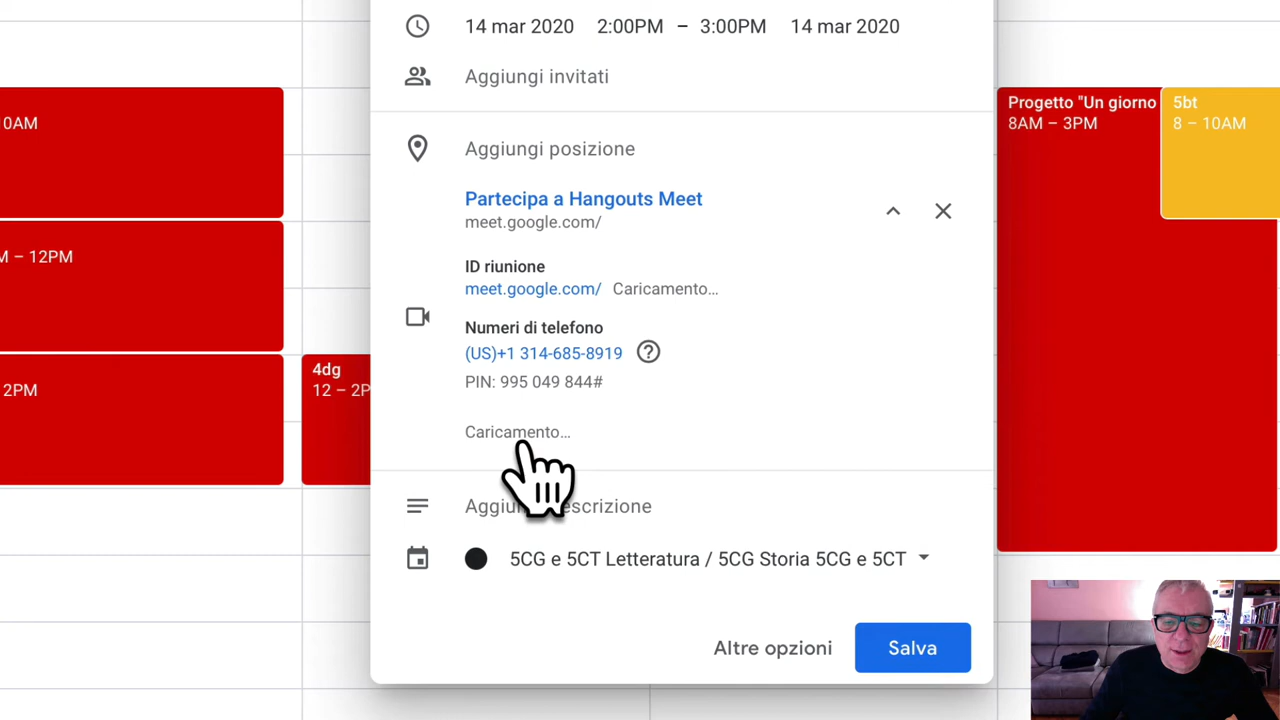 14 mar 2020 2:00PM – 3:00PM 14 mar 2020
Aggiungi invitati
Aggiungi posizione
Partecipa a Hangouts Meet
meet.google.com/
ID riunione
meet.google.com/ Caricamento...
Numeri di telefono
(US)+1 314-685-8919
PIN: 995 049 844#
Caricamento...
5CG e 5CT Letteratura / 5CG Storia 5CG e 5CT
Altre opzioni Salva
0AM
– 12PM
2PM
4dg
12 – 2P
Progetto "Un giorno
8AM – 3PM
5bt
8 – 10AM